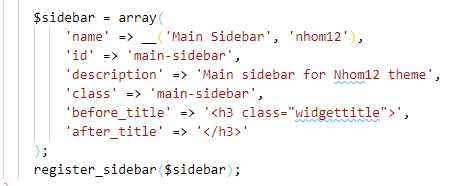 $sidebar = array(
'name' => __('Main Sidebar', 'nhom12'),
'id' => 'main-sidebar',
'description' => 'Main sidebar for Nhom12 theme',
'class' => 'main-sidebar',
'before_title' => '<h3 class="widgettitle">',
'after_title' => '</h3>'
);
register_sidebar($sidebar);